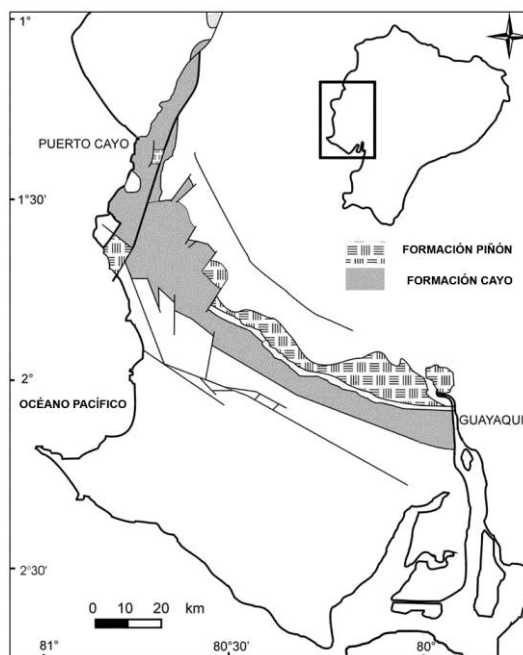 1°
PUERTO CAYO
1°30'
FORMACIÓN PIÑÓN
FORMACIÓN CAYO
2°
OCÉANO PACÍFICO
GUAYAQUI
2°30'
0 10 20 km
81°
80°30'
80°